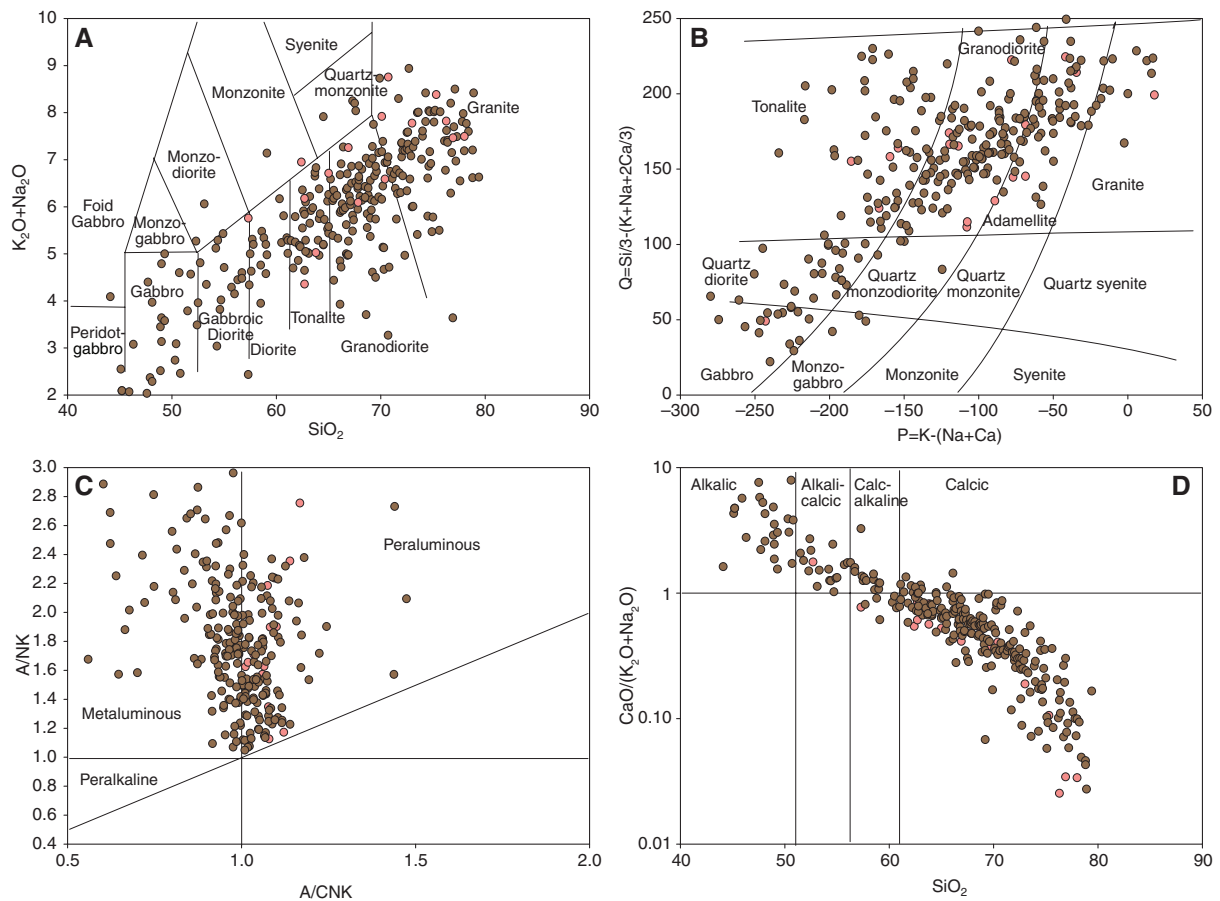 A
K₂O+Na₂O
10
9
8
7
6
5
4
3
2
Syenite
Quartz-
monzonite
Monzonite
Granite
Monzo-
diorite
Foid
Gabbro
Monzo-
gabbro
Gabbro
Peridot-
gabbro
Gabbroic
Diorite
Diorite
Tonalite
Granodiorite
40 50 60 70 80 90
SiO₂
B
Q=Si/3-(K+Na+2Ca/3)
250
200
150
100
50
0
Granodiorite
Tonalite
Granite
Adamellite
Quartz
diorite
Quartz
monzodiorite
Quartz
monzonite
Quartz syenite
Gabbro
Monzo-
gabbro
Monzonite
Syenite
−300 −250 −200 −150 −100 −50 0 50
P=K-(Na+Ca)
C
A/NK
3.0
2.8
2.6
2.4
2.2
2.0
1.8
1.6
1.4
1.2
1.0
0.8
0.6
0.4
Peraluminous
Metaluminous
Peralkaline
0.5 1.0 1.5 2.0
A/CNK
D
CaO/(K₂O+Na₂O)
10
1
0.10
0.01
Alkalic
Alkali-
calcic
Calc-
alkaline
Calcic
40 50 60 70 80 90
SiO₂